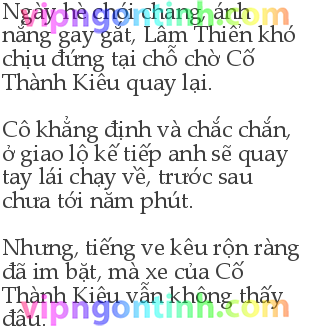 Ngày hè chói chang, ánh
nắng gay gắt, Lâm Thiển khó
chịu đứng tại chỗ chờ Cố
Thành Kiêu quay lại.
Cô khẳng định và chắc chắn,
ở giao lộ kế tiếp anh sẽ quay
tay lái chạy về, trước sau
chưa tới năm phút.
Nhưng, tiếng ve kêu rộn ràng
đã im bặt, mà xe của Cố
Thành Kiêu vẫn không thấy
đâu.
vipngontinh.com
vipngontinh.com